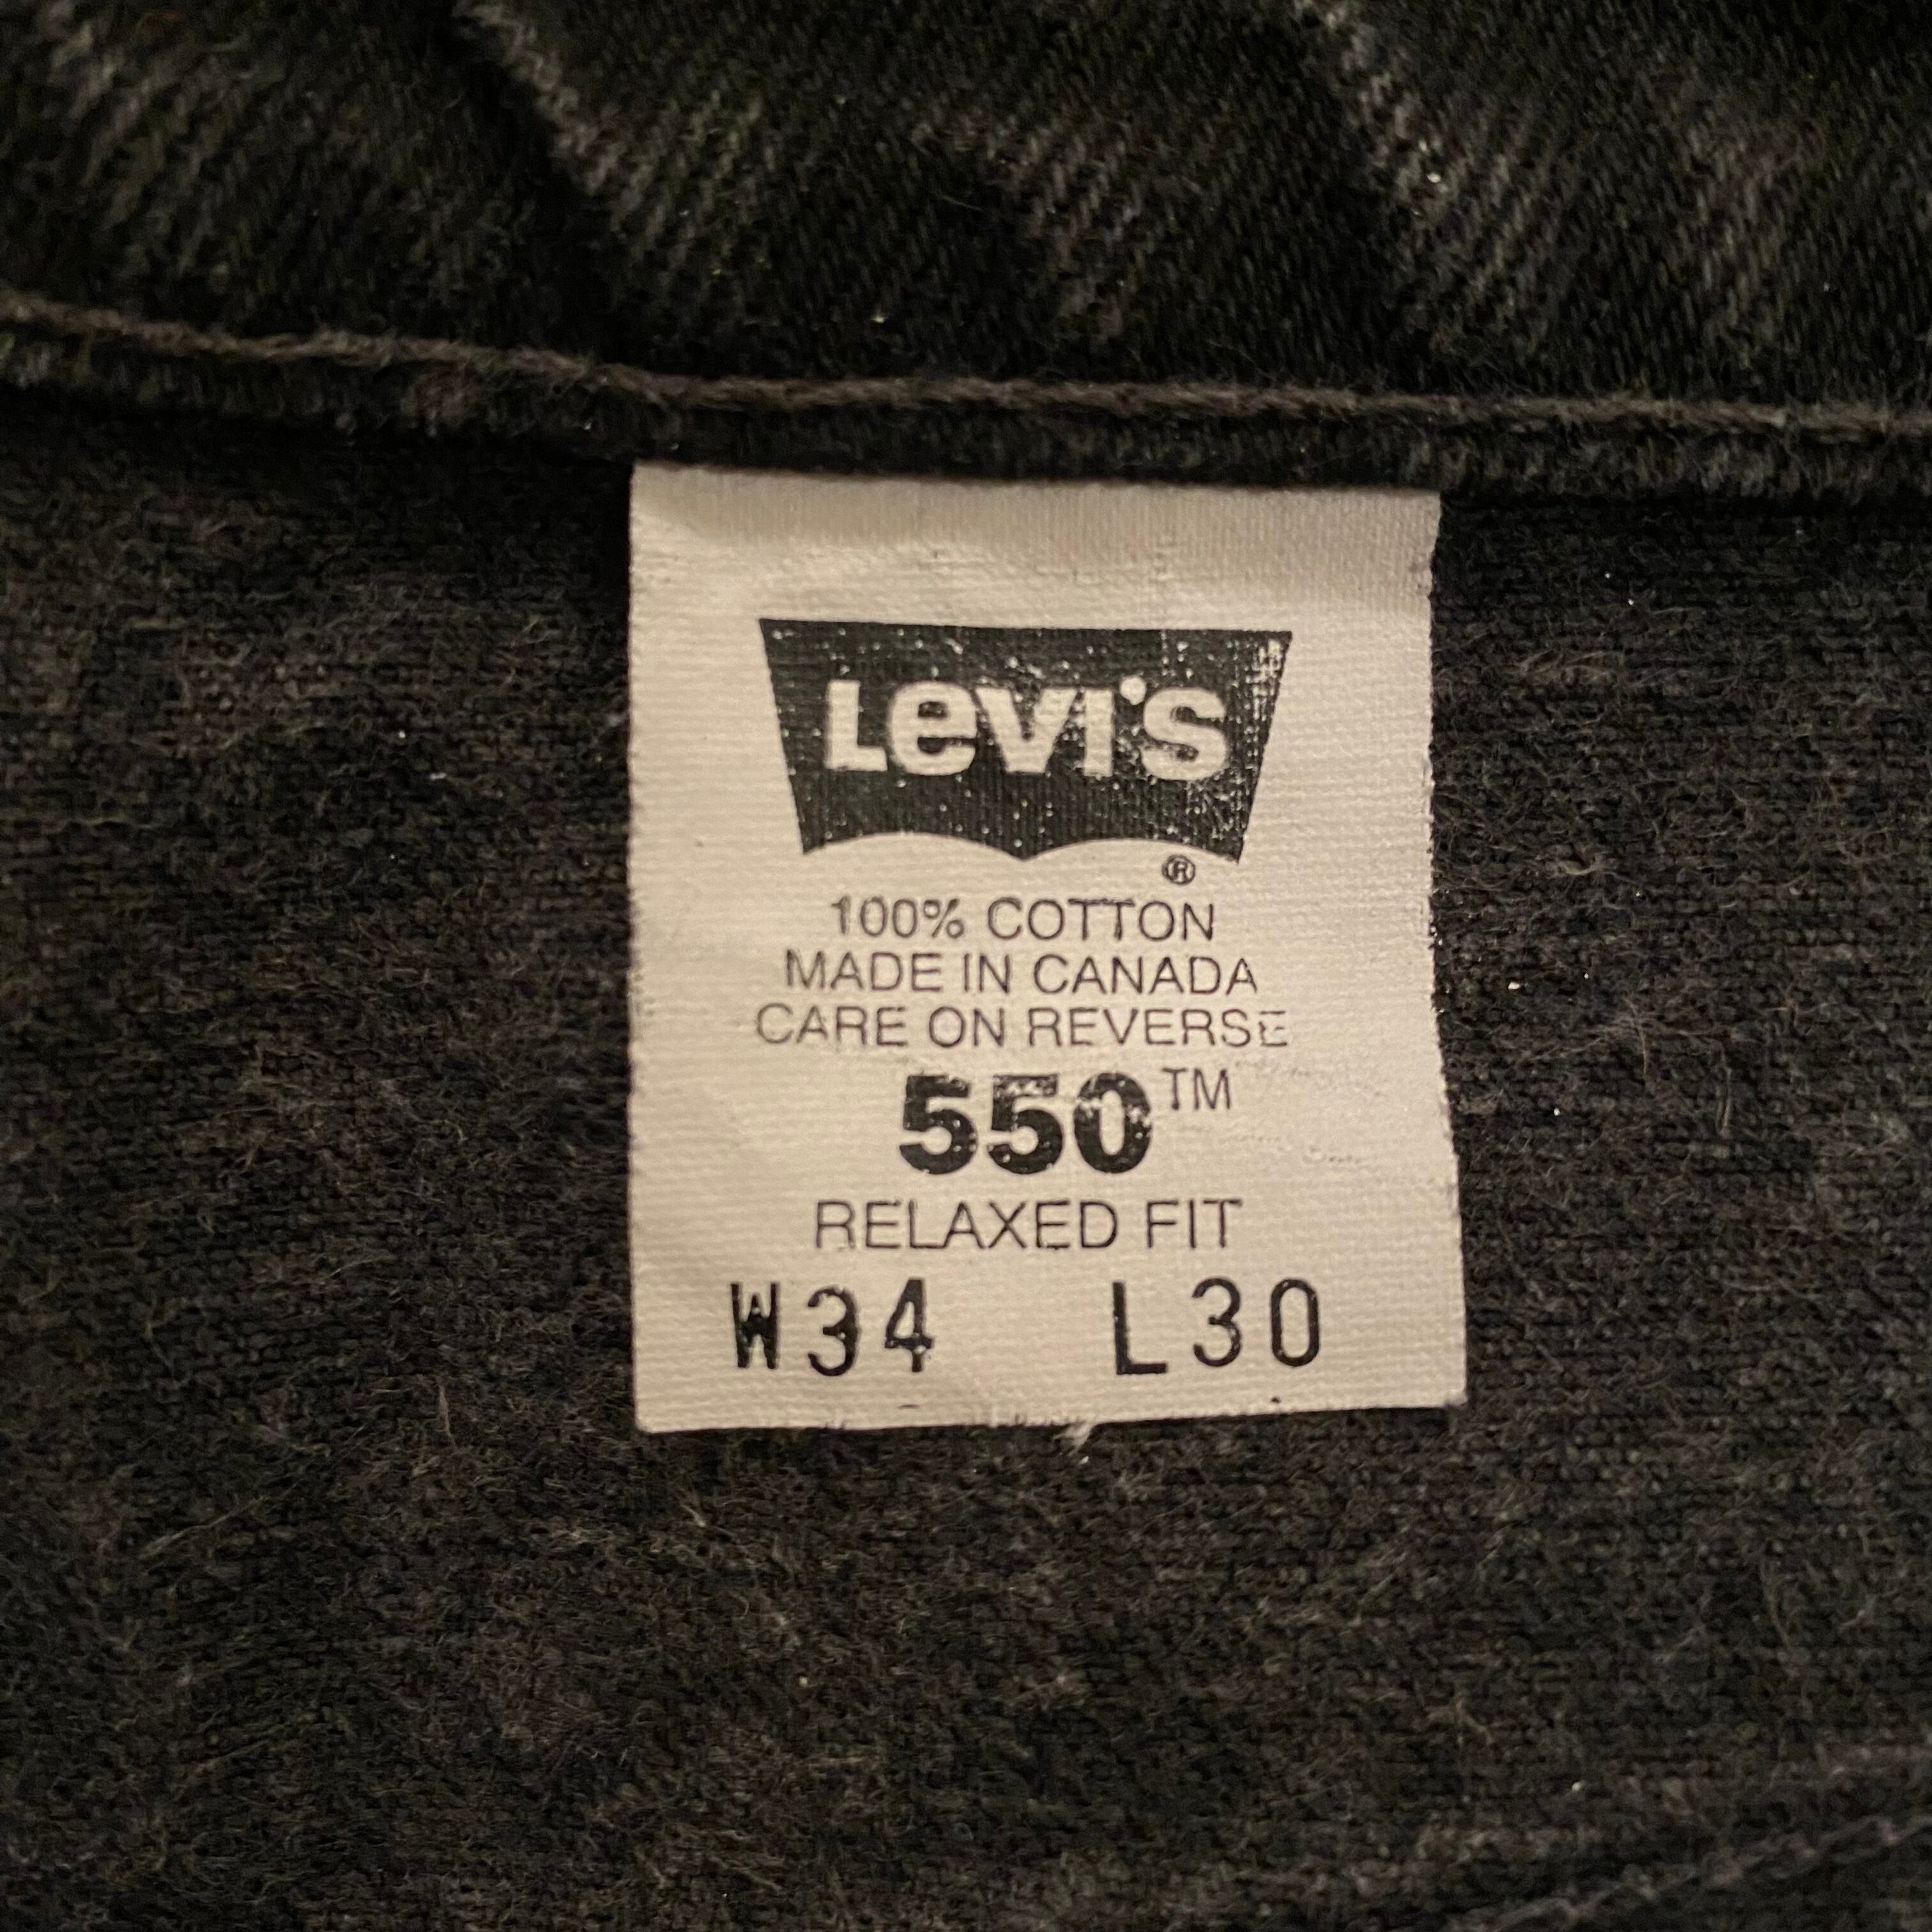 Levi's
®
100% COTTON
MADE IN CANADA
CARE ON REVERSE
550™
RELAXED FIT
W34 L30